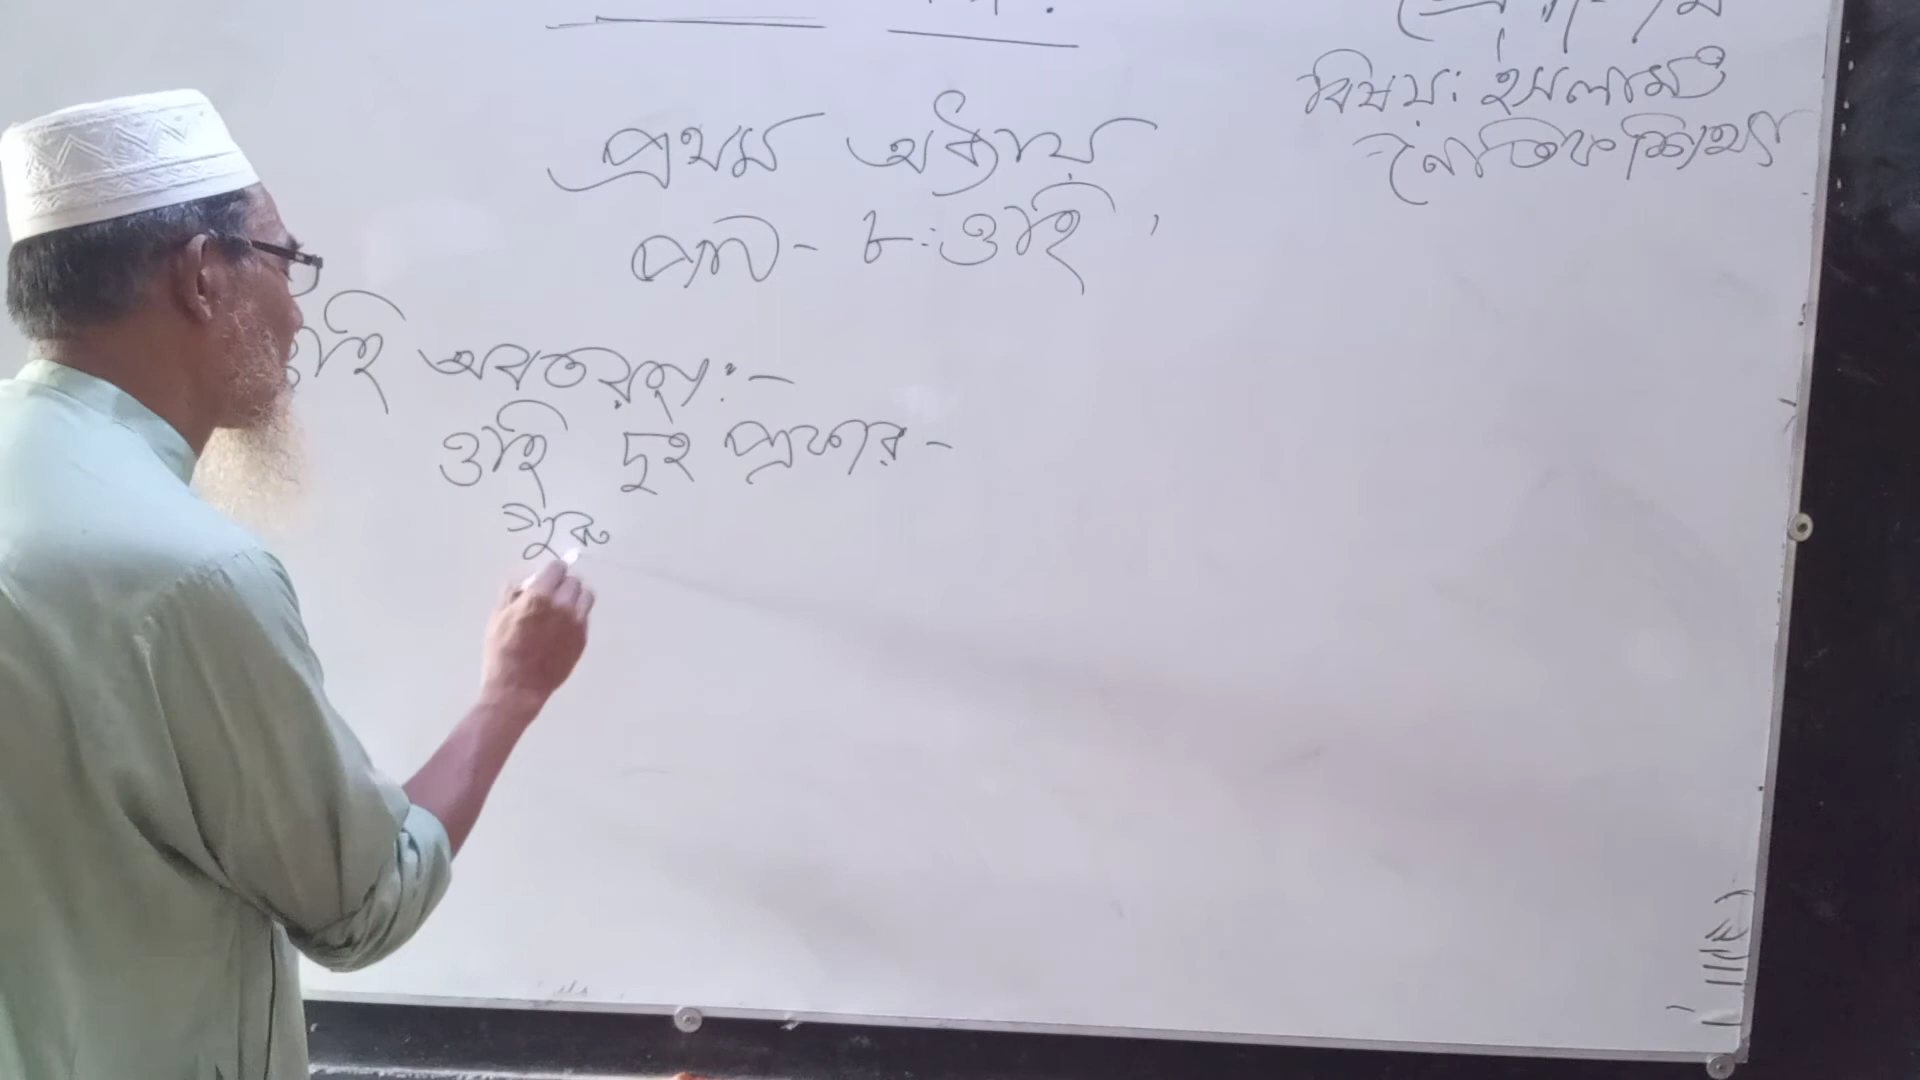 বিষয়: ইসলাম ও
নৈতিক শিক্ষা
প্রথম অধ্যায়
পাঠ- ৮: ওহি
ওহি অবতরণ:-
ওহি দুই প্রকার-